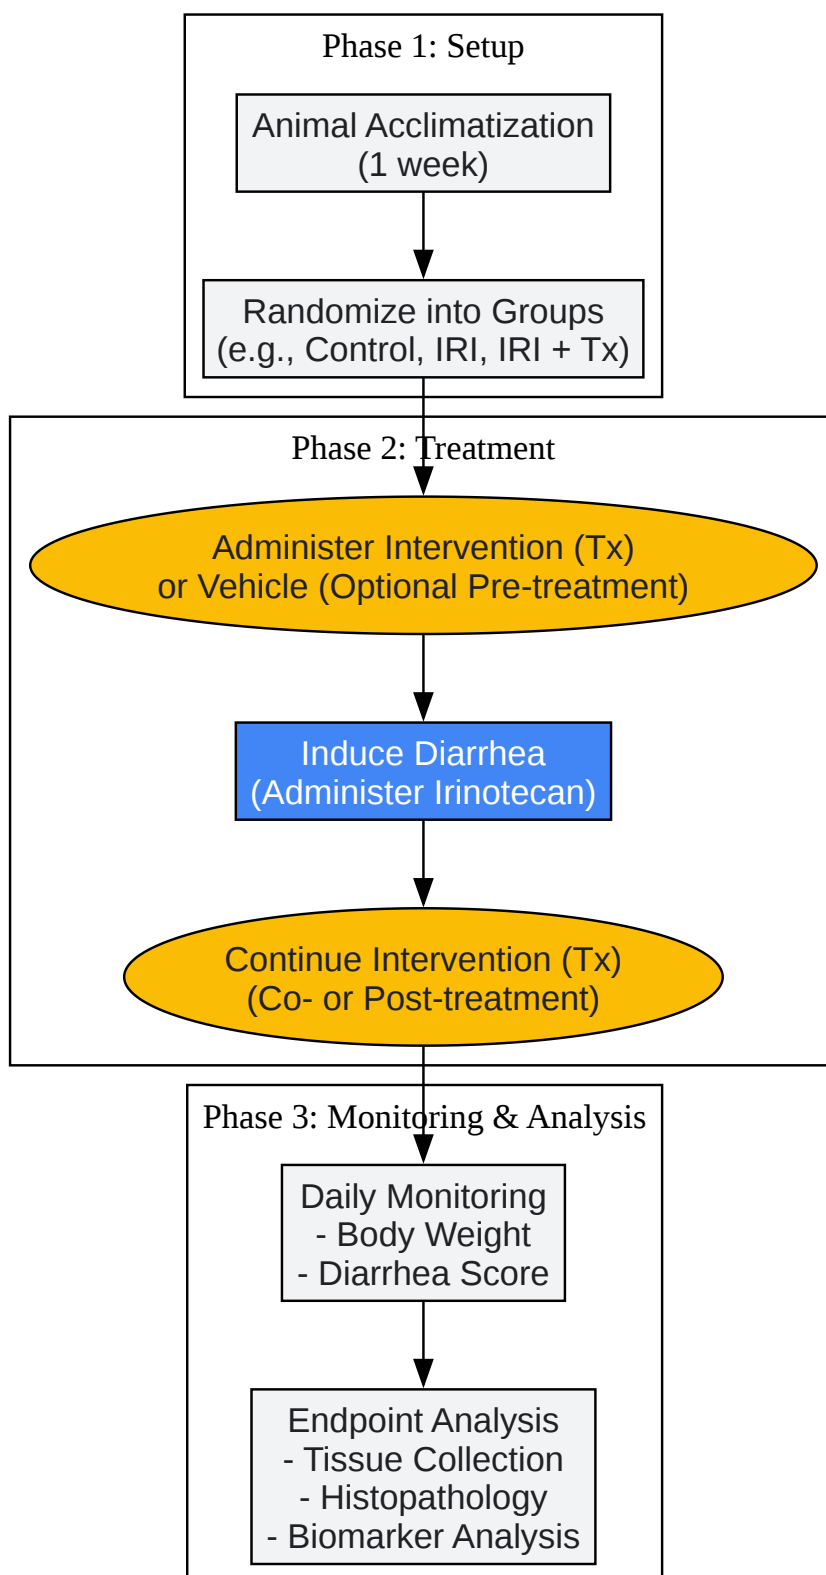 Phase 1: Setup
Animal Acclimatization
(1 week)
Randomize into Groups
(e.g., Control, IRI, IRI + Tx)
Phase 2: Treatment
Administer Intervention (Tx)
or Vehicle (Optional Pre-treatment)
Induce Diarrhea
(Administer Irinotecan)
Continue Intervention (Tx)
(Co- or Post-treatment)
Phase 3: Monitoring & Analysis
Daily Monitoring
- Body Weight
- Diarrhea Score
Endpoint Analysis
- Tissue Collection
- Histopathology
- Biomarker Analysis